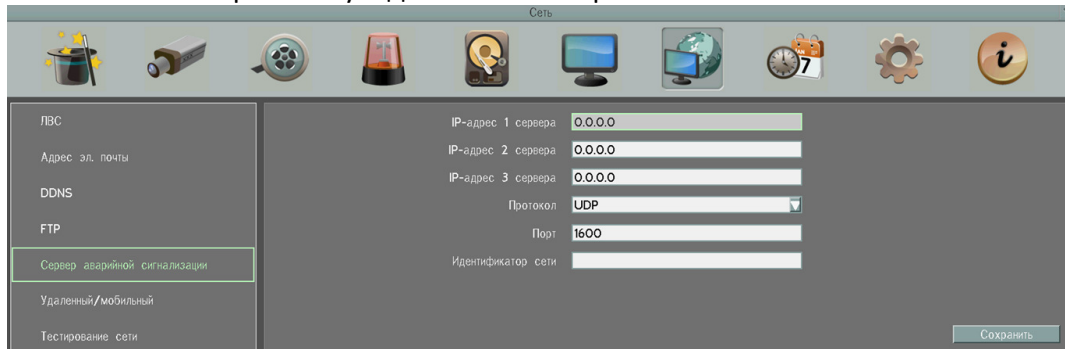 Сеть
7
i
ЛВС
Адрес эл. почты
DDNS
FTP
Сервер аварийной сигнализации
Удаленный/мобильный
Тестирование сети
IP-адрес 1 сервера 0.0.0.0
IP-адрес 2 сервера 0.0.0.0
IP-адрес 3 сервера 0.0.0.0
Протокол UDP
Порт 1600
Идентификатор сети
Сохранить